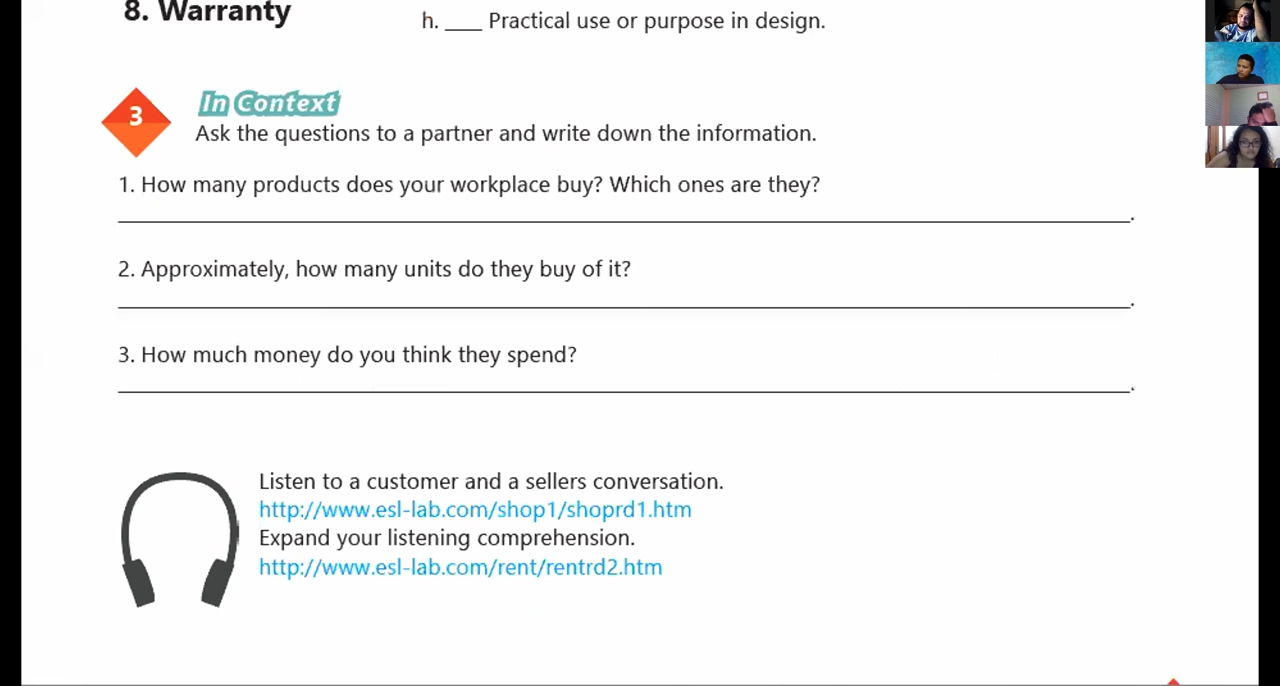 8. Warranty
h. ____ Practical use or purpose in design.
3
In Context
Ask the questions to a partner and write down the information.
1. How many products does your workplace buy? Which ones are they?
.
2. Approximately, how many units do they buy of it?
.
3. How much money do you think they spend?
.
Listen to a customer and a sellers conversation.
http://www.esl-lab.com/shop1/shoprd1.htm
Expand your listening comprehension.
http://www.esl-lab.com/rent/rentrd2.htm